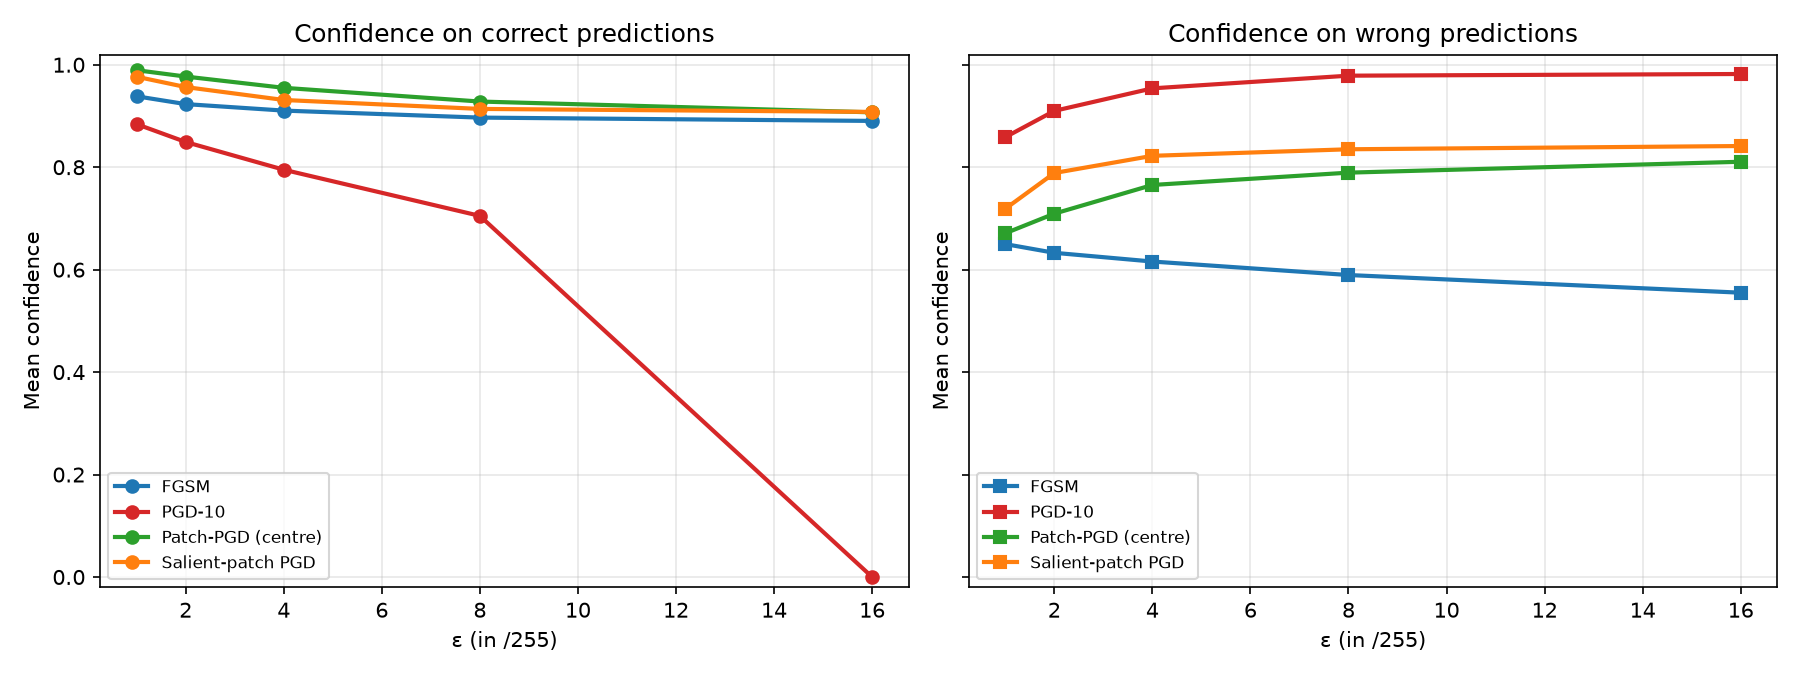 Confidence on correct predictions
Mean confidence
1.0
0.8
0.6
0.4
0.2
0.0
FGSM
PGD-10
Patch-PGD (centre)
Salient-patch PGD
2 4 6 8 10 12 14 16
ε (in /255)
Confidence on wrong predictions
Mean confidence
FGSM
PGD-10
Patch-PGD (centre)
Salient-patch PGD
2 4 6 8 10 12 14 16
ε (in /255)